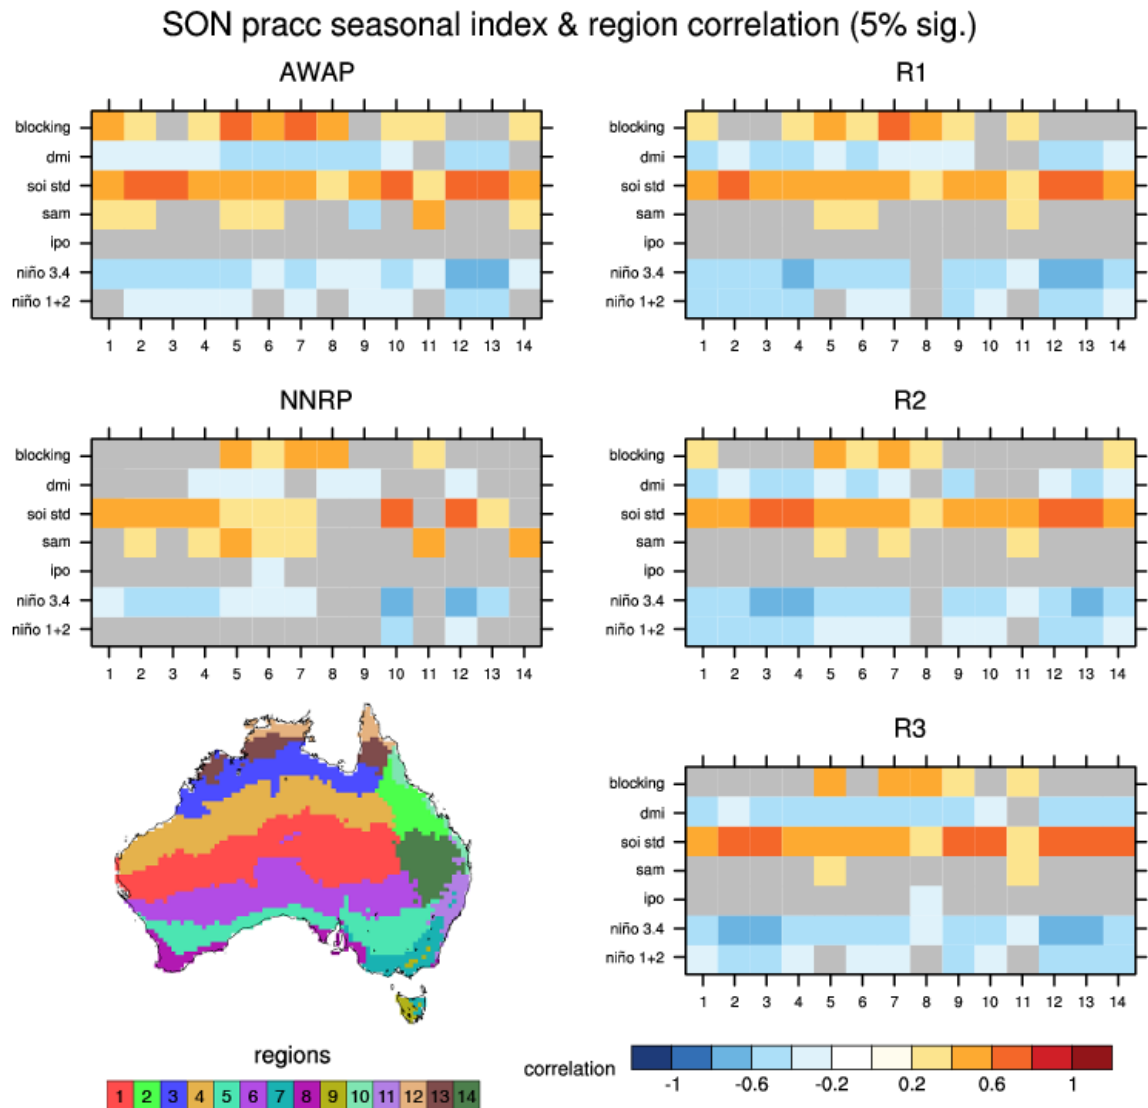 SON pracc seasonal index & region correlation (5% sig.)
AWAP
blocking
dmi
soi std
sam
ipo
niño 3.4
niño 1+2
1 2 3 4 5 6 7 8 9 10 11 12 13 14
R1
blocking
dmi
soi std
sam
ipo
niño 3.4
niño 1+2
1 2 3 4 5 6 7 8 9 10 11 12 13 14
NNRP
blocking
dmi
soi std
sam
ipo
niño 3.4
niño 1+2
1 2 3 4 5 6 7 8 9 10 11 12 13 14
R2
blocking
dmi
soi std
sam
ipo
niño 3.4
niño 1+2
1 2 3 4 5 6 7 8 9 10 11 12 13 14
R3
blocking
dmi
soi std
sam
ipo
niño 3.4
niño 1+2
1 2 3 4 5 6 7 8 9 10 11 12 13 14
regions
1 2 3 4 5 6 7 8 9 10 11 12 13 14
correlation
-1 -0.6 -0.2 0.2 0.6 1